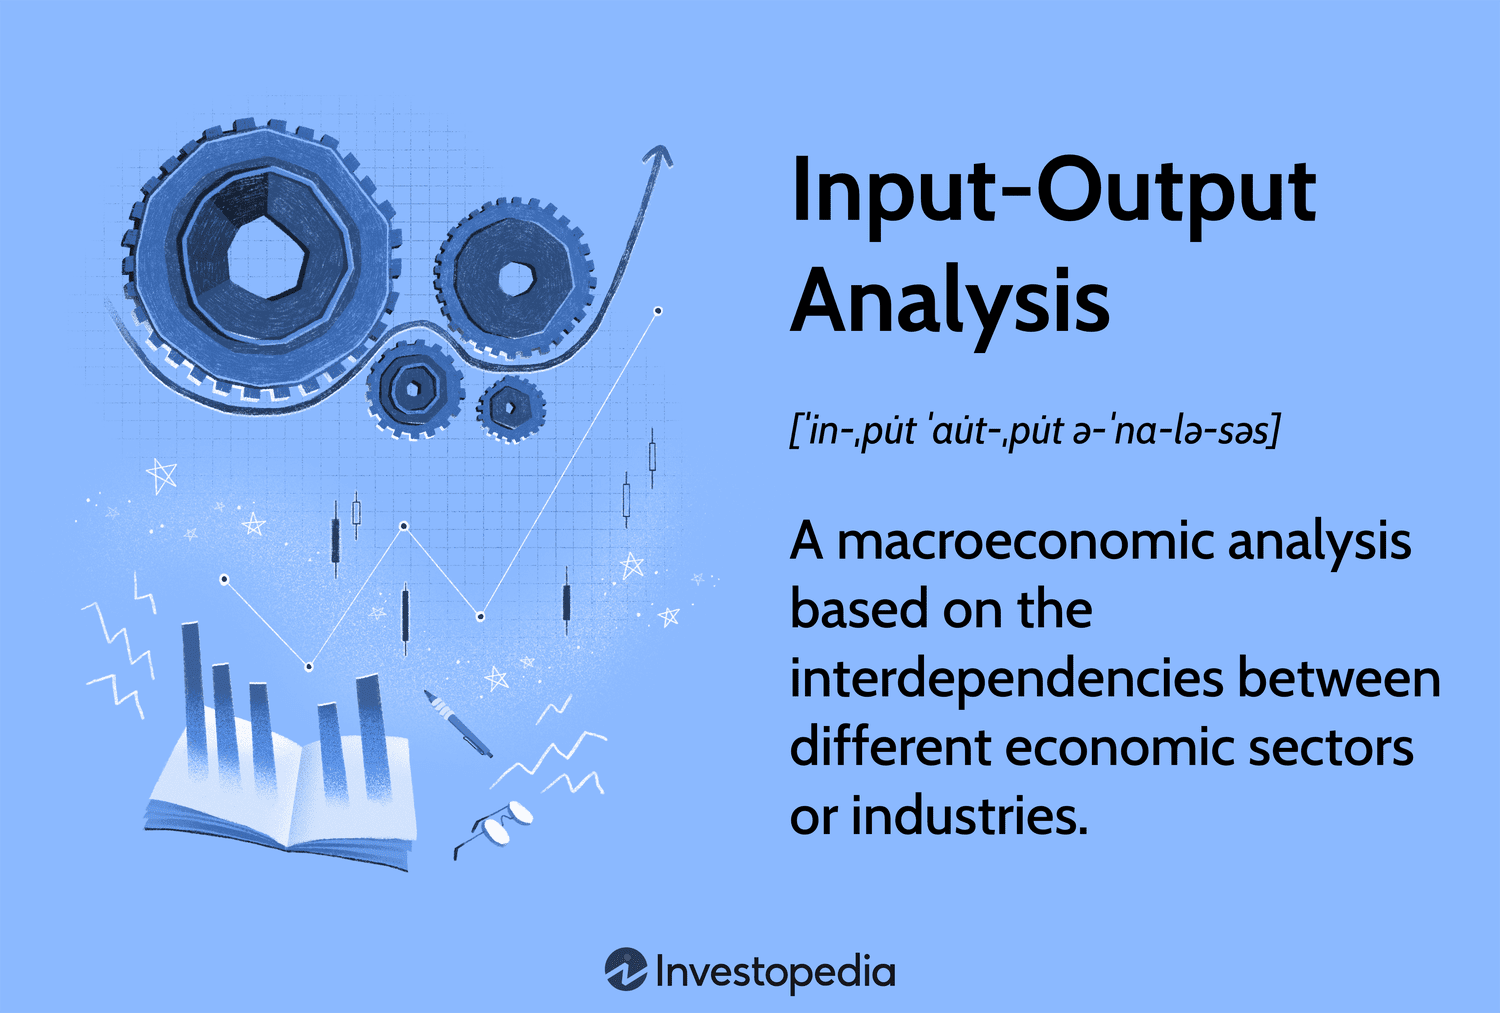 Input-Output
Analysis
[ˈin-ˌpu̇t ˈau̇t-ˌpu̇t ə-ˈna-lə-səs]
A macroeconomic analysis
based on the
interdependencies between
different economic sectors
or industries.
Investopedia